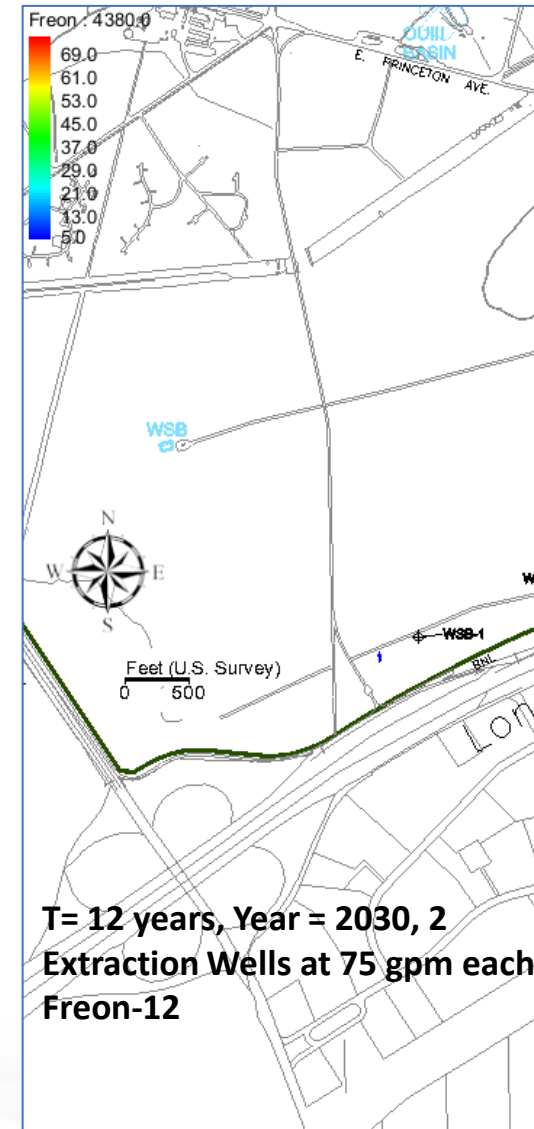 Freon : 4380.0
69.0
61.0
53.0
45.0
37.0
29.0
21.0
13.0
5.0
BASIN
E. PRINCETON AVE.
WSB
N
W E
S
W
WSB-1
BNL
Feet (U.S. Survey)
0 500
Lon
T= 12 years, Year = 2030, 2
Extraction Wells at 75 gpm each
Freon-12